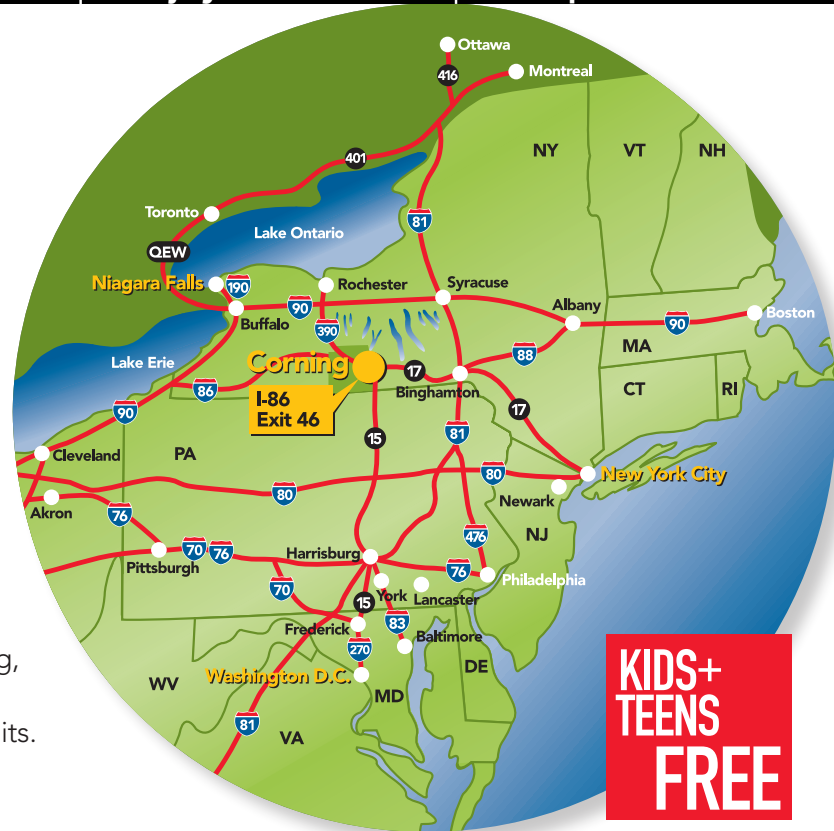 Ottawa
416
Montreal
NY
VT
NH
401
Toronto
81
Lake Ontario
QEW
Niagara Falls
190
Rochester
Syracuse
90
Albany
Boston
Buffalo
390
90
88
MA
Lake Erie
Corning
17
86
Binghamton
CT
RI
I-86
Exit 46
90
17
15
81
Cleveland
PA
80
New York City
80
Newark
Akron
76
476
NJ
70
76
Harrisburg
Pittsburgh
76
Philadelphia
70
York
Lancaster
15
83
Frederick
Baltimore
270
g,
WV
Washington D.C.
DE
MD
81
its.
VA
KIDS+
TEENS
FREE